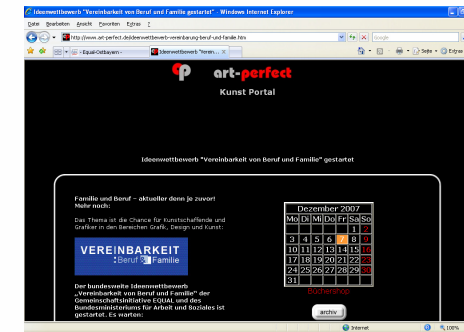 Ideenwettbewerb "Vereinbarkeit von Beruf und Familie" gestartet - Windows Internet Explorer
Datei Bearbeiten Ansicht Favoriten Extras ?
http://www.art-perfect.de/ideenwettbewerb-vereinbarung-beruf-und-familie.htm
Google
- Equal-Ostbayern -
Ideenwettbewerb "Verein...
Seite
Extras
art-perfect
Kunst Portal
Ideenwettbewerb "Vereinbarkeit von Beruf und Familie" gestartet
Familie und Beruf – aktueller denn je zuvor!
Mehr noch:
Das Thema ist die Chance für Kunstschaffende und
Grafiker in den Bereichen Grafik, Design und Kunst:
VEREINBARKEIT
:Beruf & Familie
Der bundesweite Ideenwettbewerb
„Vereinbarkeit von Beruf und Familie" der
Gemeinschaftsinitiative EQUAL und des
Bundesministeriums für Arbeit und Soziales ist
gestartet. Es warten:
Dezember 2007
Mo Di Mi Do Fr Sa So
1 2
3 4 5 6 7 8 9
10 11 12 13 14 15 16
17 18 19 20 21 22 23
24 25 26 27 28 29 30
31
Büchershop
archiv
Internet
100%